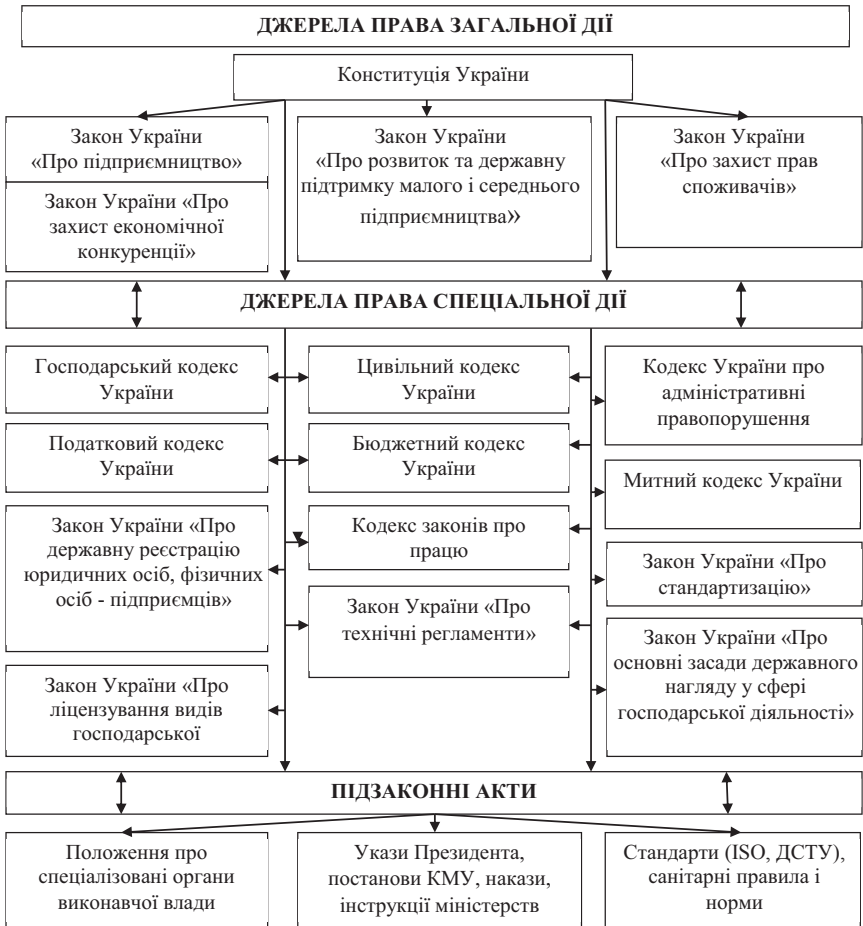 ДЖЕРЕЛА ПРАВА ЗАГАЛЬНОЇ ДІЇ
Конституція України
Закон України
«Про підприємництво»
Закон України «Про
захист економічної
конкуренції»
Закон України
«Про розвиток та державну
підтримку малого і середнього
підприємництва»
Закон України
«Про захист прав
споживачів»
ДЖЕРЕЛА ПРАВА СПЕЦІАЛЬНОЇ ДІЇ
Господарський кодекс
України
Цивільний кодекс
України
Кодекс України про
адміністративні
правопорушення
Податковий кодекс
України
Бюджетний кодекс
України
Митний кодекс України
Закон України «Про
державну реєстрацію
юридичних осіб, фізичних
осіб - підприємців»
Кодекс законів про
працю
Закон України «Про
стандартизацію»
Закон України «Про
технічні регламенти»
Закон України «Про
основні засади державного
нагляду у сфері
господарської діяльності»
Закон України «Про
ліцензування видів
господарської
ПІДЗАКОННІ АКТИ
Положення про
спеціалізовані органи
виконавчої влади
Укази Президента,
постанови КМУ, накази,
інструкції міністерств
Стандарти (ISO, ДСТУ),
санітарні правила і
норми